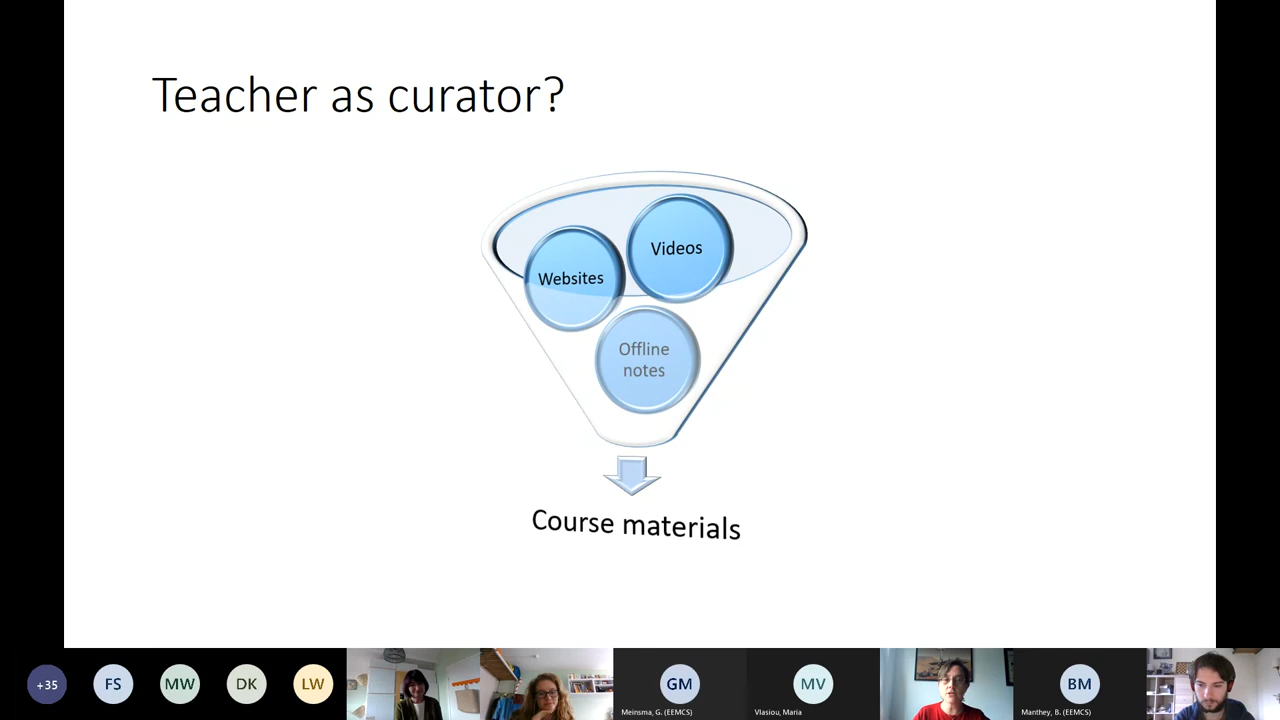 Teacher as curator?
Videos
Websites
Offline
notes
Course materials
+35
FS
MW
DK
LW
GM
MV
BM
Meinsma, G. (EEMCS)
Vlasiou, Maria
Manthey, B. (EEMCS)